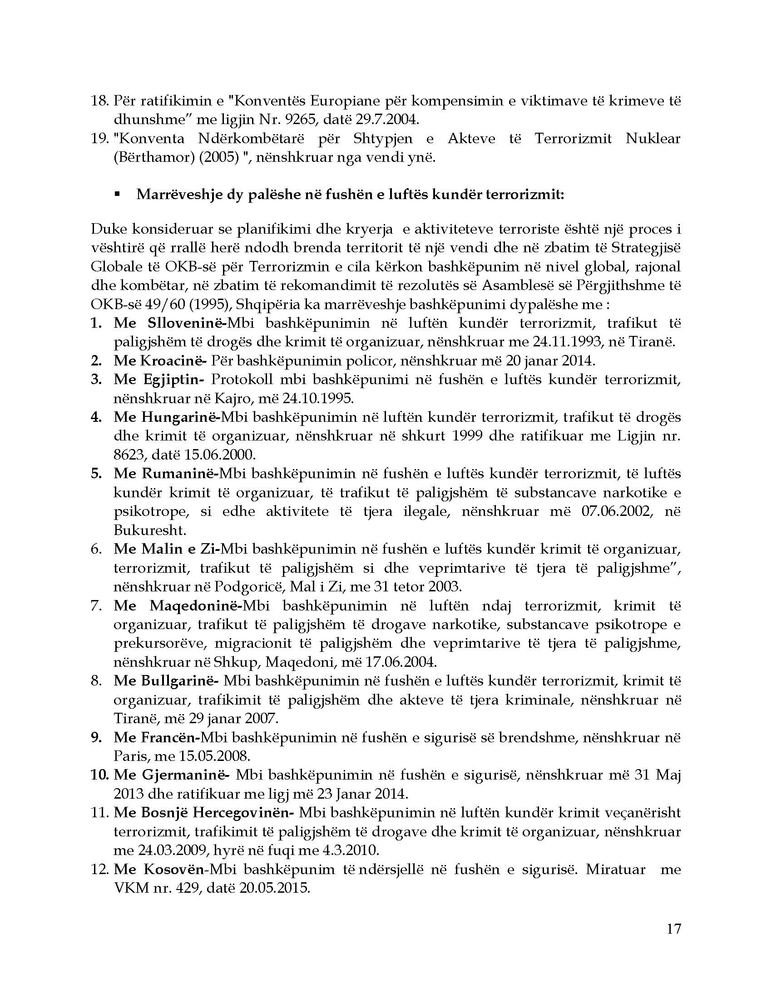 18. Për ratifikimin e "Konventës Europiane për kompensimin e viktimave të krimeve të
dhunshme” me ligjin Nr. 9265, datë 29.7.2004.
19. "Konventa Ndërkombëtarë për Shtypjen e Akteve të Terrorizmit Nuklear
(Bërthamor) (2005) ", nënshkruar nga vendi ynë.
▪ Marrëveshje dy palëshe në fushën e luftës kundër terrorizmit:
Duke konsideruar se planifikimi dhe kryerja e aktiviteteve terroriste është një proces i
vështirë që rrallë herë ndodh brenda territorit të një vendi dhe në zbatim të Strategjisë
Globale të OKB-së për Terrorizmin e cila kërkon bashkëpunim në nivel global, rajonal
dhe kombëtar, në zbatim të rekomandimit të rezolutës së Asamblesë së Përgjithshme të
OKB-së 49/60 (1995), Shqipëria ka marrëveshje bashkëpunimi dypalëshe me :
1. Me Slloveninë-Mbi bashkëpunimin në luftën kundër terrorizmit, trafikut të
paligjshëm të drogës dhe krimit të organizuar, nënshkruar me 24.11.1993, në Tiranë.
2. Me Kroacinë- Për bashkëpunimin policor, nënshkruar më 20 janar 2014.
3. Me Egjiptin- Protokoll mbi bashkëpunimi në fushën e luftës kundër terrorizmit,
nënshkruar në Kajro, më 24.10.1995.
4. Me Hungarinë-Mbi bashkëpunimin në luftën kundër terrorizmit, trafikut të drogës
dhe krimit të organizuar, nënshkruar në shkurt 1999 dhe ratifikuar me Ligjin nr.
8623, datë 15.06.2000.
5. Me Rumaninë-Mbi bashkëpunimin në fushën e luftës kundër terrorizmit, të luftës
kundër krimit të organizuar, të trafikut të paligjshëm të substancave narkotike e
psikotrope, si edhe aktivitete të tjera ilegale, nënshkruar më 07.06.2002, në
Bukuresht.
6. Me Malin e Zi-Mbi bashkëpunimin në fushën e luftës kundër krimit të organizuar,
terrorizmit, trafikut të paligjshëm si dhe veprimtarive të tjera të paligjshme”,
nënshkruar në Podgoricë, Mal i Zi, me 31 tetor 2003.
7. Me Maqedoninë-Mbi bashkëpunimin në luftën ndaj terrorizmit, krimit të
organizuar, trafikut të paligjshëm të drogave narkotike, substancave psikotrope e
prekursorëve, migracionit të paligjshëm dhe veprimtarive të tjera të paligjshme,
nënshkruar në Shkup, Maqedoni, më 17.06.2004.
8. Me Bullgarinë- Mbi bashkëpunimin në fushën e luftës kundër terrorizmit, krimit të
organizuar, trafikimit të paligjshëm dhe akteve të tjera kriminale, nënshkruar në
Tiranë, më 29 janar 2007.
9. Me Francën-Mbi bashkëpunimin në fushën e sigurisë së brendshme, nënshkruar në
Paris, me 15.05.2008.
10. Me Gjermaninë- Mbi bashkëpunimin në fushën e sigurisë, nënshkruar më 31 Maj
2013 dhe ratifikuar me ligj më 23 Janar 2014.
11. Me Bosnjë Hercegovinën- Mbi bashkëpunimin në luftën kundër krimit veçanërisht
terrorizmit, trafikimit të paligjshëm të drogave dhe krimit të organizuar, nënshkruar
me 24.03.2009, hyrë në fuqi me 4.3.2010.
12. Me Kosovën-Mbi bashkëpunim të ndërsjellë në fushën e sigurisë. Miratuar me
VKM nr. 429, datë 20.05.2015.
17